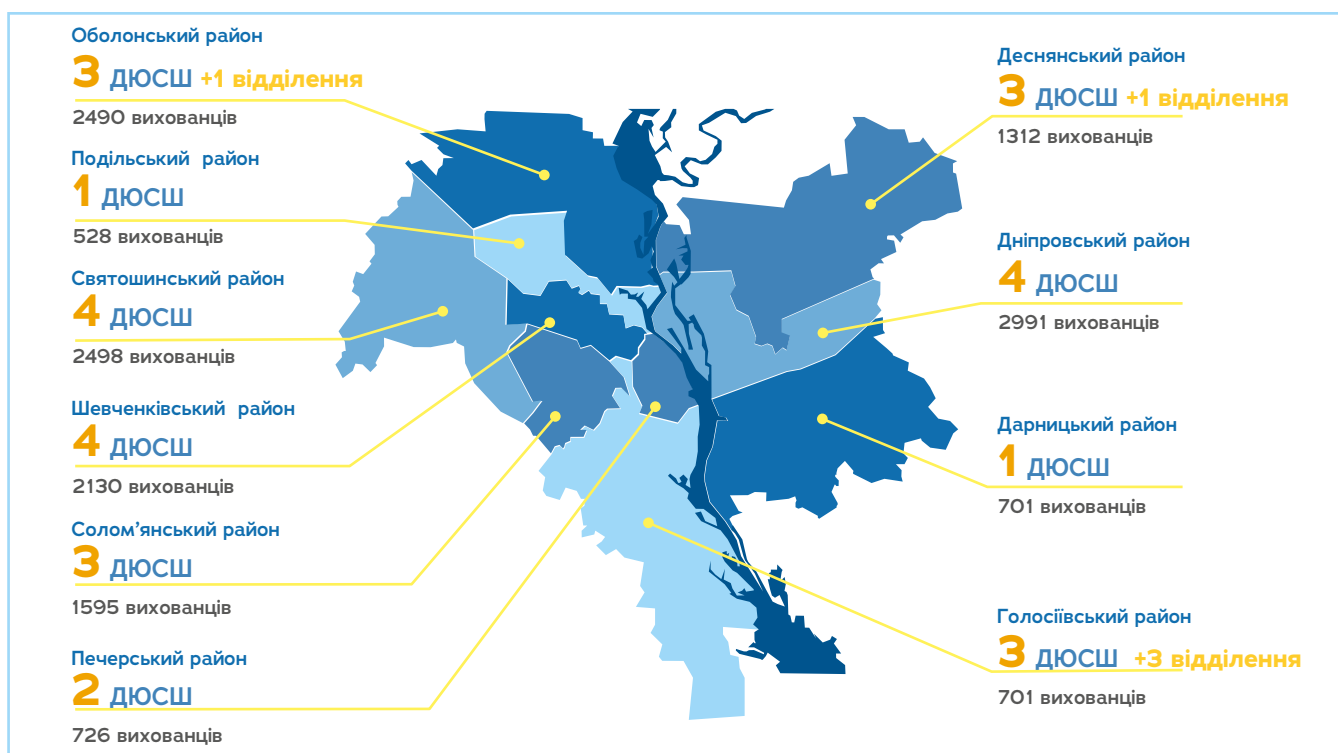 Оболонський район
3 ДЮСШ +1 відділення
2490 вихованців
Подільський район
1 ДЮСШ
528 вихованців
Святошинський район
4 ДЮСШ
2498 вихованців
Шевченківський район
4 ДЮСШ
2130 вихованців
Солом’янський район
3 ДЮСШ
1595 вихованців
Печерський район
2 ДЮСШ
726 вихованців
Деснянський район
3 ДЮСШ +1 відділення
1312 вихованців
Дніпровський район
4 ДЮСШ
2991 вихованців
Дарницький район
1 ДЮСШ
701 вихованців
Голосіївський район
3 ДЮСШ +3 відділення
701 вихованців